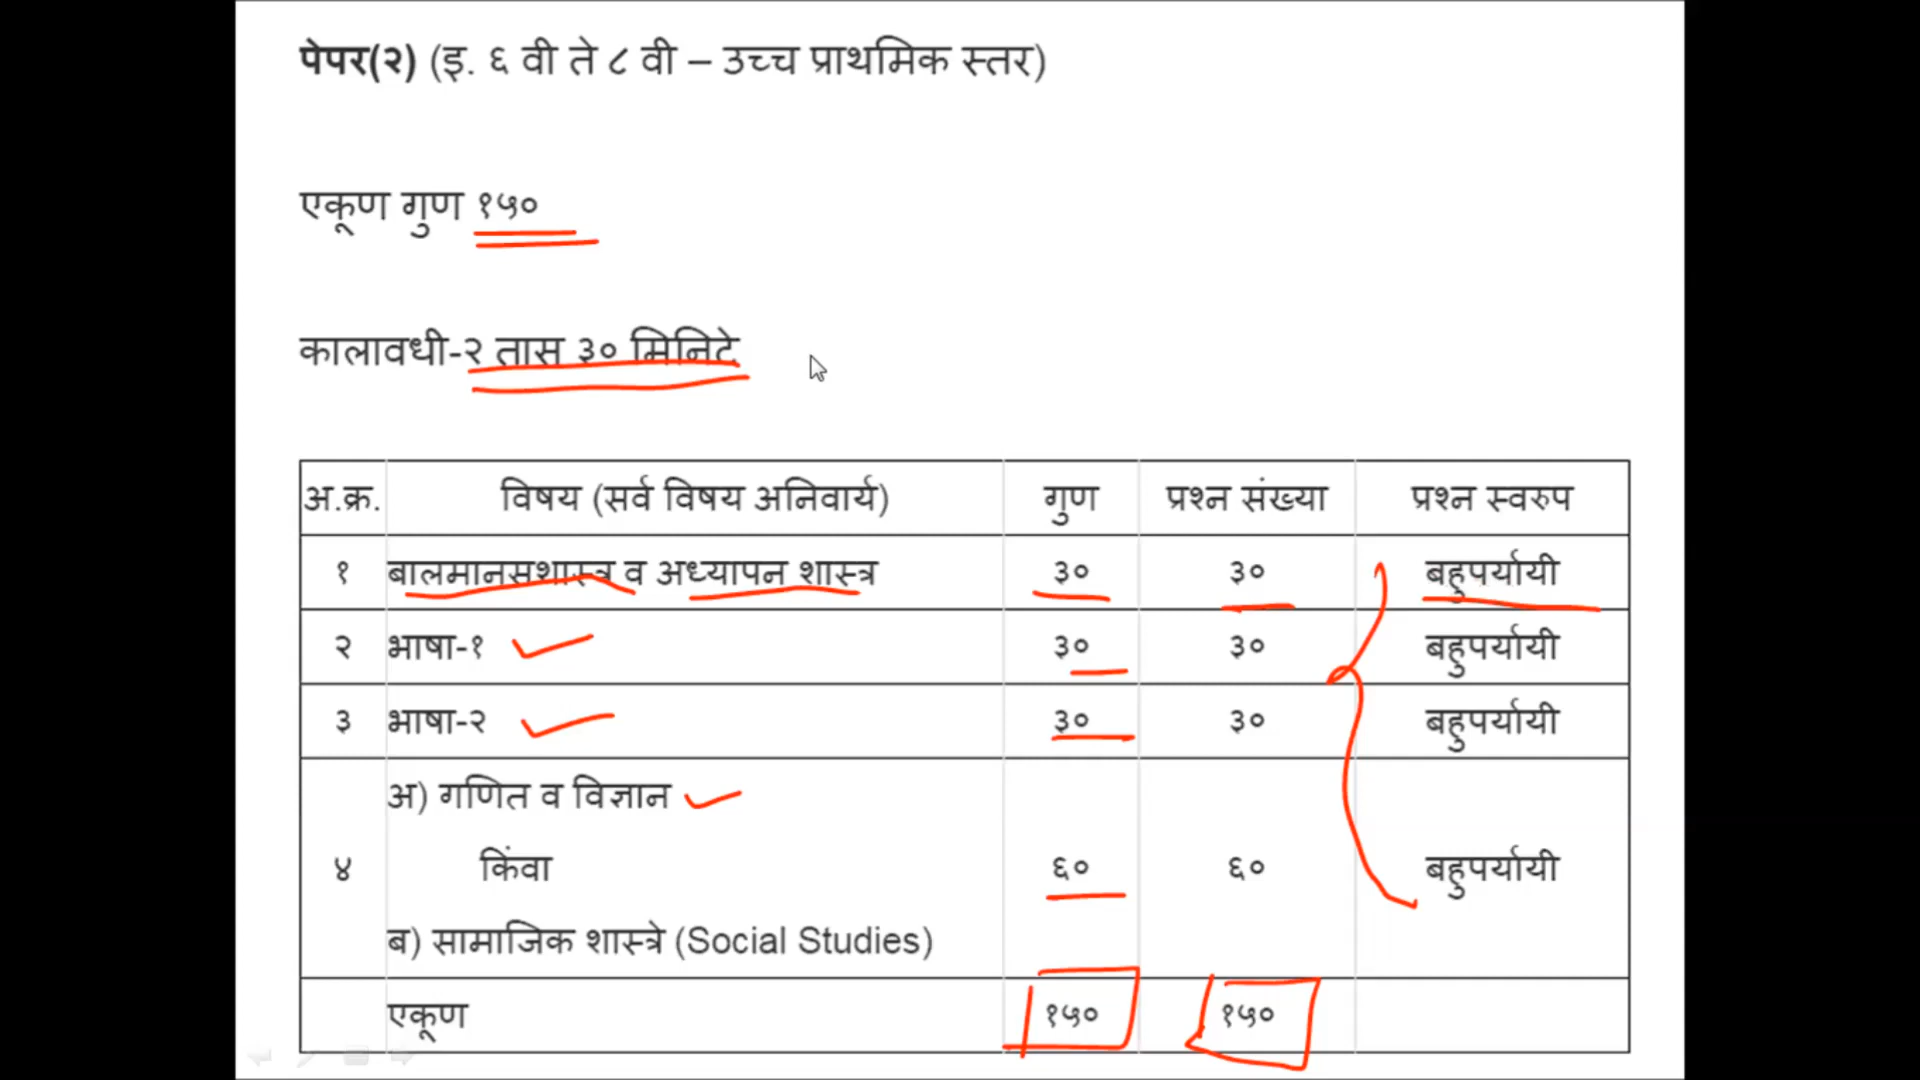 पेपर(२) (इ. ६ वी ते ८ वी – उच्च प्राथमिक स्तर)
एकूण गुण १५०
कालावधी-२ तास ३० मिनिटे
अ.क्र. विषय (सर्व विषय अनिवार्य) गुण प्रश्न संख्या प्रश्न स्वरुप
१ बालमानसशास्त्र व अध्यापन शास्त्र ३० ३० बहुपर्यायी
२ भाषा-१ ३० ३० बहुपर्यायी
३ भाषा-२ ३० ३० बहुपर्यायी
अ) गणित व विज्ञान
४ किंवा ६० ६० बहुपर्यायी
ब) सामाजिक शास्त्रे (Social Studies)
एकूण १५० १५०